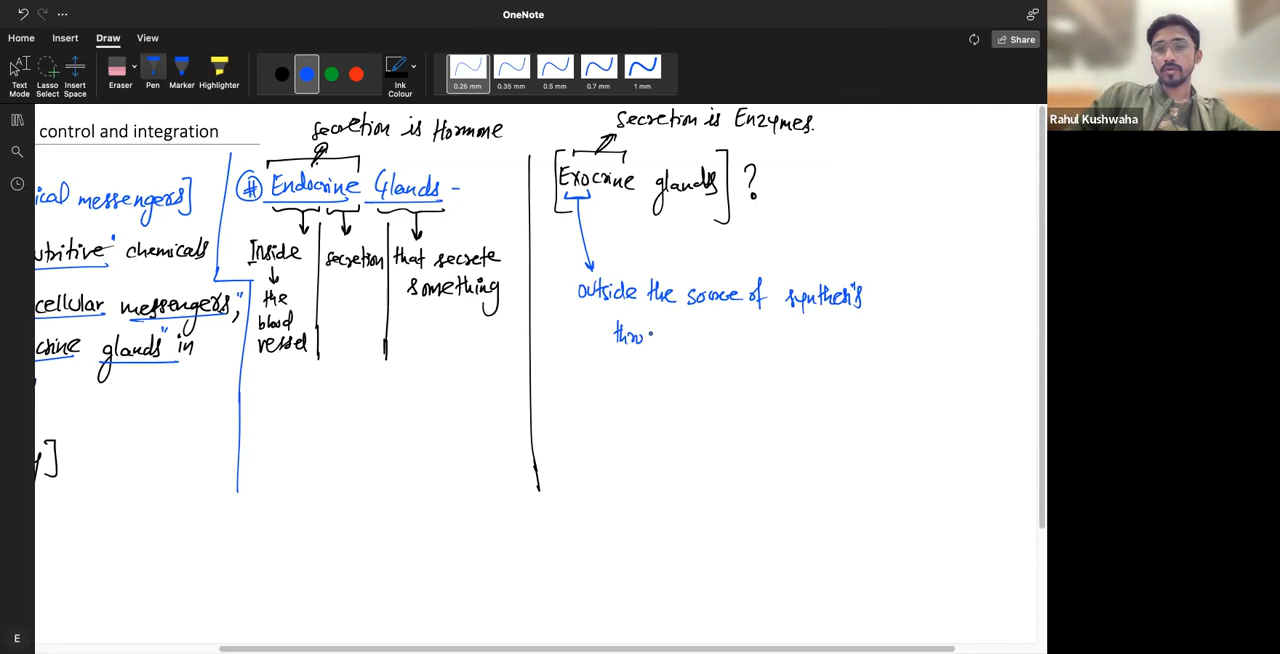 OneNote
Home Insert Draw View
Share
Text Mode
Lasso Select
Insert Space
Eraser
Pen
Marker
Highlighter
0.25 mm
0.35 mm
0.5 mm
0.7 mm
1 mm
Ink Colour
Rahul Kushwaha
control and integration
ical messengers]
utritive" chemicals
cellular messengers,"
crine glands" in
y]
secretion is Hormone
# Endocrine Glands -
Inside
the
blood
vessel
secretion
that secrete
something
secretion is Enzymes.
[Exocrine glands] ?
outside the source of synthesis
thro
E